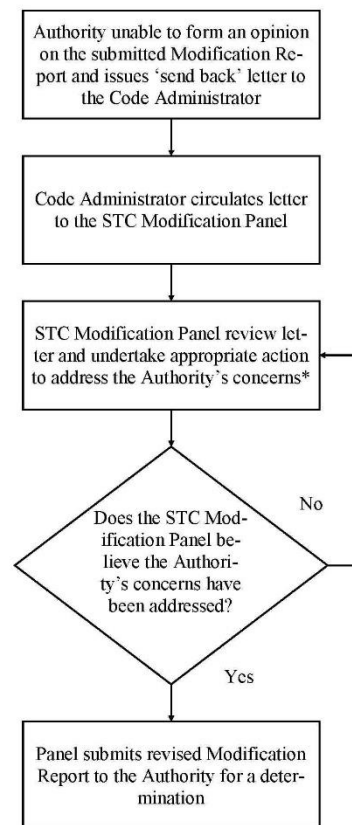 Authority unable to form an opinion
on the submitted Modification Re-
port and issues ‘send back’ letter to
the Code Administrator
Code Administrator circulates letter
to the STC Modification Panel
STC Modification Panel review let-
ter and undertake appropriate action
to address the Authority’s concerns*
No
Does the STC Mod-
ification Panel be-
lieve the Authori-
ty’s concerns have
been addressed?
Yes
Panel submits revised Modification
Report to the Authority for a deter-
mination